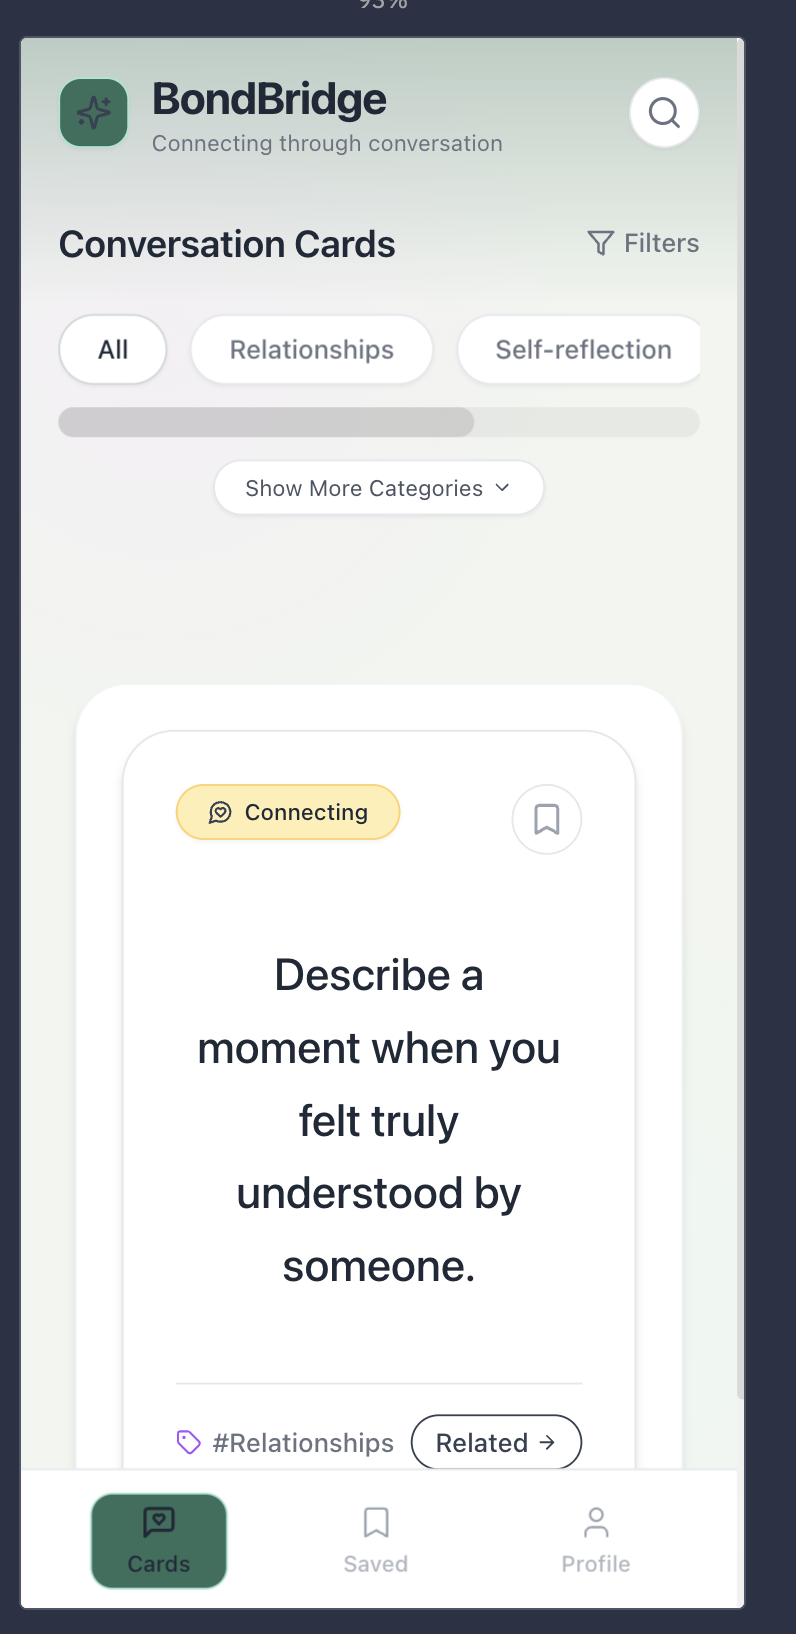 93%
BondBridge
Connecting through conversation
Conversation Cards
Filters
All
Relationships
Self-reflection
Show More Categories
Connecting
Describe a
moment when you
felt truly
understood by
someone.
#Relationships
Related
Cards
Saved
Profile